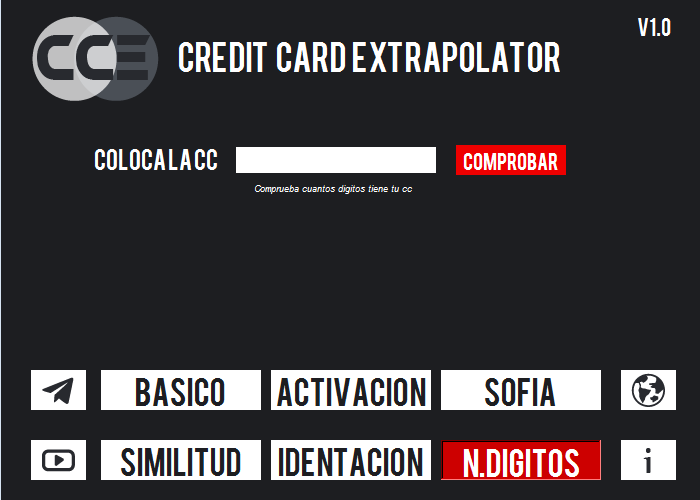 CCE
CREDIT CARD EXTRAPOLATOR
V1.0
COLOCA LA CC
COMPROBAR
Comprueba cuantos digitos tiene tu cc
BASICO
ACTIVACION
SOFIA
SIMILITUD
IDENTACION
N.DIGITOS
i